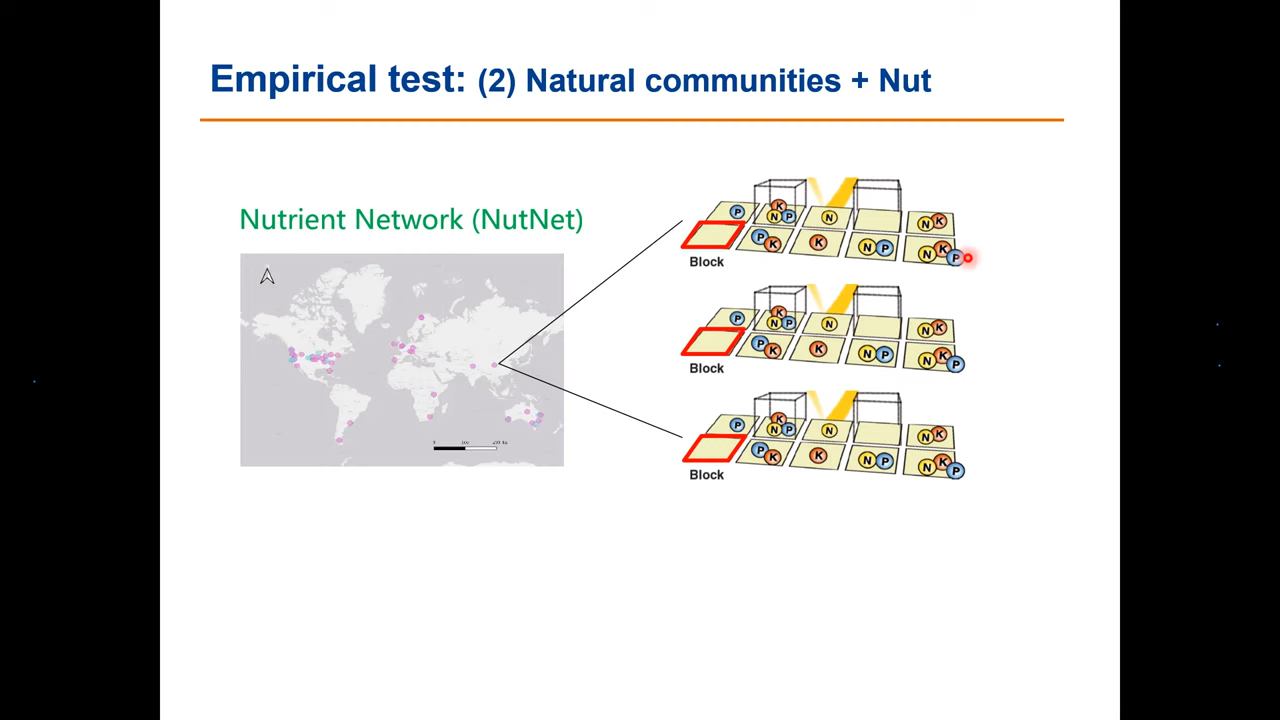 Empirical test: (2) Natural communities + Nut
Nutrient Network (NutNet)
P K N P N N K
P K K N P N K P
Block
P K N P N N K
P K K N P N K P
Block
P K N P N N K
P K K N P N K P
Block